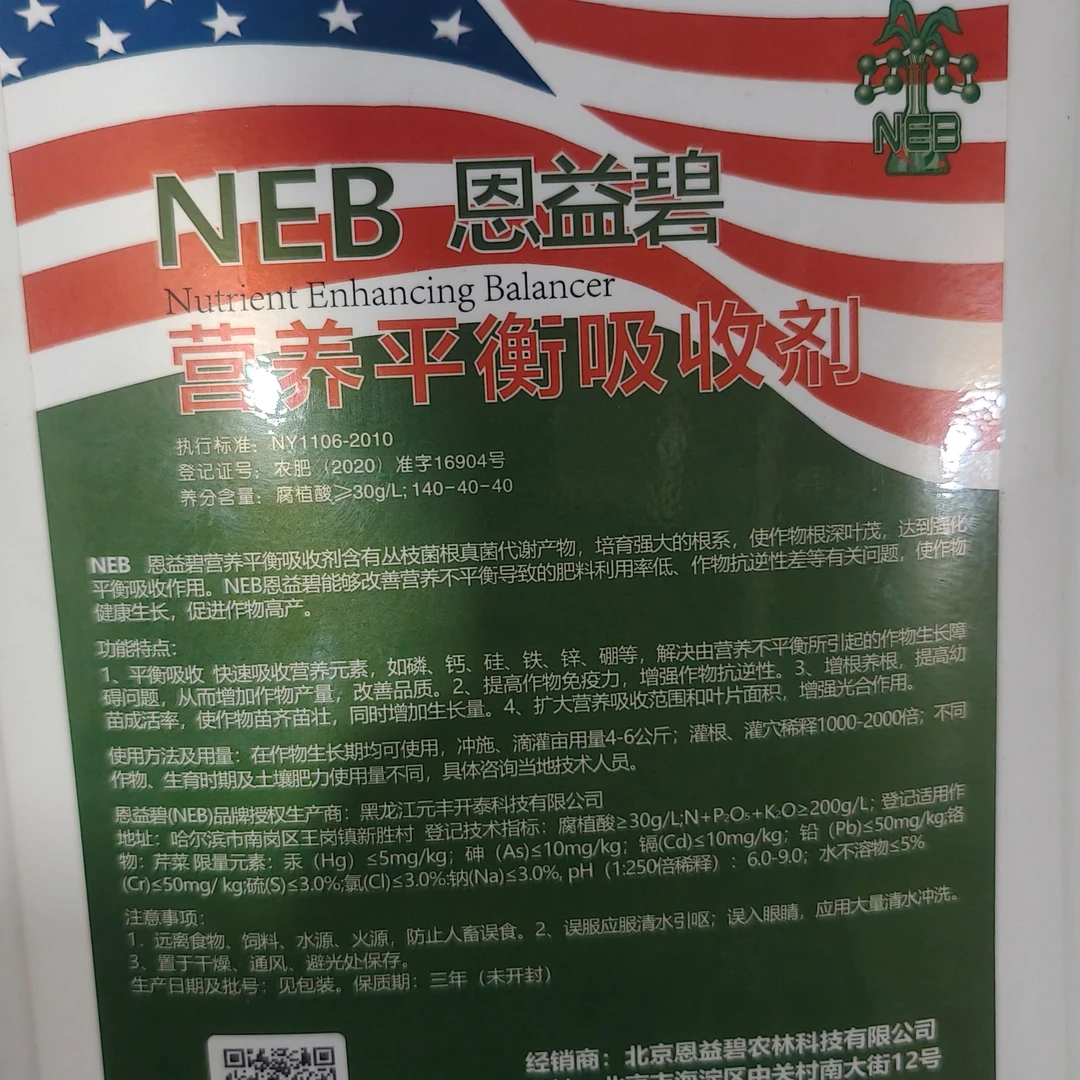 NEB
NEB 恩益碧
Nutrient Enhancing Balancer
营养平衡吸收剂
执行标准：NY1106-2010
登记证号：农肥（2020）准字16904号
养分含量：腐植酸≥30g/L; 140-40-40
NEB 恩益碧营养平衡吸收剂含有丛枝菌根真菌代谢产物，培育强大的根系，使作物根深叶茂，达到强化
平衡吸收作用。NEB恩益碧能够改善营养不平衡导致的肥料利用率低、作物抗逆性差等有关问题，使作物
健康生长，促进作物高产。
功能特点：
1、平衡吸收 快速吸收营养元素，如磷、钙、硅、铁、锌、硼等，解决由营养不平衡所引起的作物生长障
碍问题，从而增加作物产量，改善品质。2、提高作物免疫力，增强作物抗逆性。3、增根养根，提高幼
苗成活率，使作物苗齐苗壮，同时增加生长量。4、扩大营养吸收范围和叶片面积，增强光合作用。
使用方法及用量：在作物生长期均可使用，冲施、滴灌亩用量4-6公斤；灌根、灌穴稀释1000-2000倍；不同
作物、生育时期及土壤肥力使用量不同，具体咨询当地技术人员。
恩益碧(NEB)品牌授权生产商：黑龙江元丰开泰科技有限公司
地址：哈尔滨市南岗区王岗镇新胜村 登记技术指标：腐植酸≥30g/L;N+P₂O₅+K₂O≥200g/L；登记适用作
物：芹菜 限量元素：汞（Hg）≤5mg/kg；砷（As)≤10mg/kg；镉(Cd)≤10mg/kg；铅（Pb)≤50mg/kg;铬
(Cr)≤50mg/ kg;硫(S)≤3.0%;氯(Cl)≤3.0%;钠(Na)≤3.0%, pH（1:250倍稀释）: 6.0-9.0；水不溶物≤5%
注意事项：
1、远离食物、饲料、水源、火源，防止人畜误食。2、误服应服清水引呕；误入眼睛，应用大量清水冲洗。
3、置于干燥、通风、避光处保存。
生产日期及批号：见包装。保质期：三年（未开封）
经销商：北京恩益碧农林科技有限公司
北京市海淀区中关村南大街12号